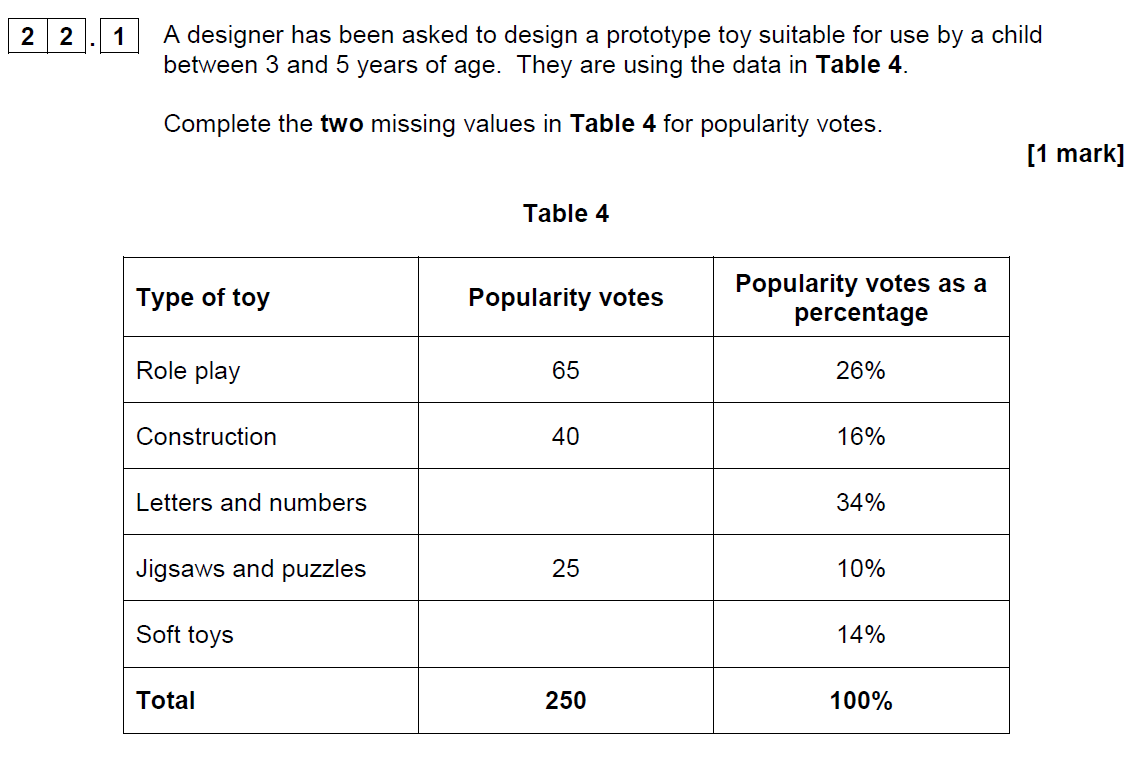 22.1 A designer has been asked to design a prototype toy suitable for use by a child
between 3 and 5 years of age. They are using the data in Table 4.
Complete the two missing values in Table 4 for popularity votes.
[1 mark]
Table 4
Type of toy Popularity votes Popularity votes as a percentage
Role play 65 26%
Construction 40 16%
Letters and numbers 34%
Jigsaws and puzzles 25 10%
Soft toys 14%
Total 250 100%